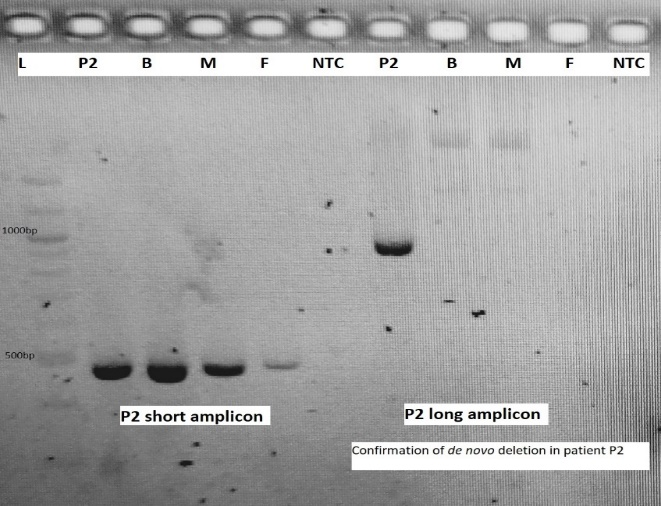 L P2 B M F NTC P2 B M F NTC
1000bp
500bp
P2 short amplicon
P2 long amplicon
Confirmation of de novo deletion in patient P2